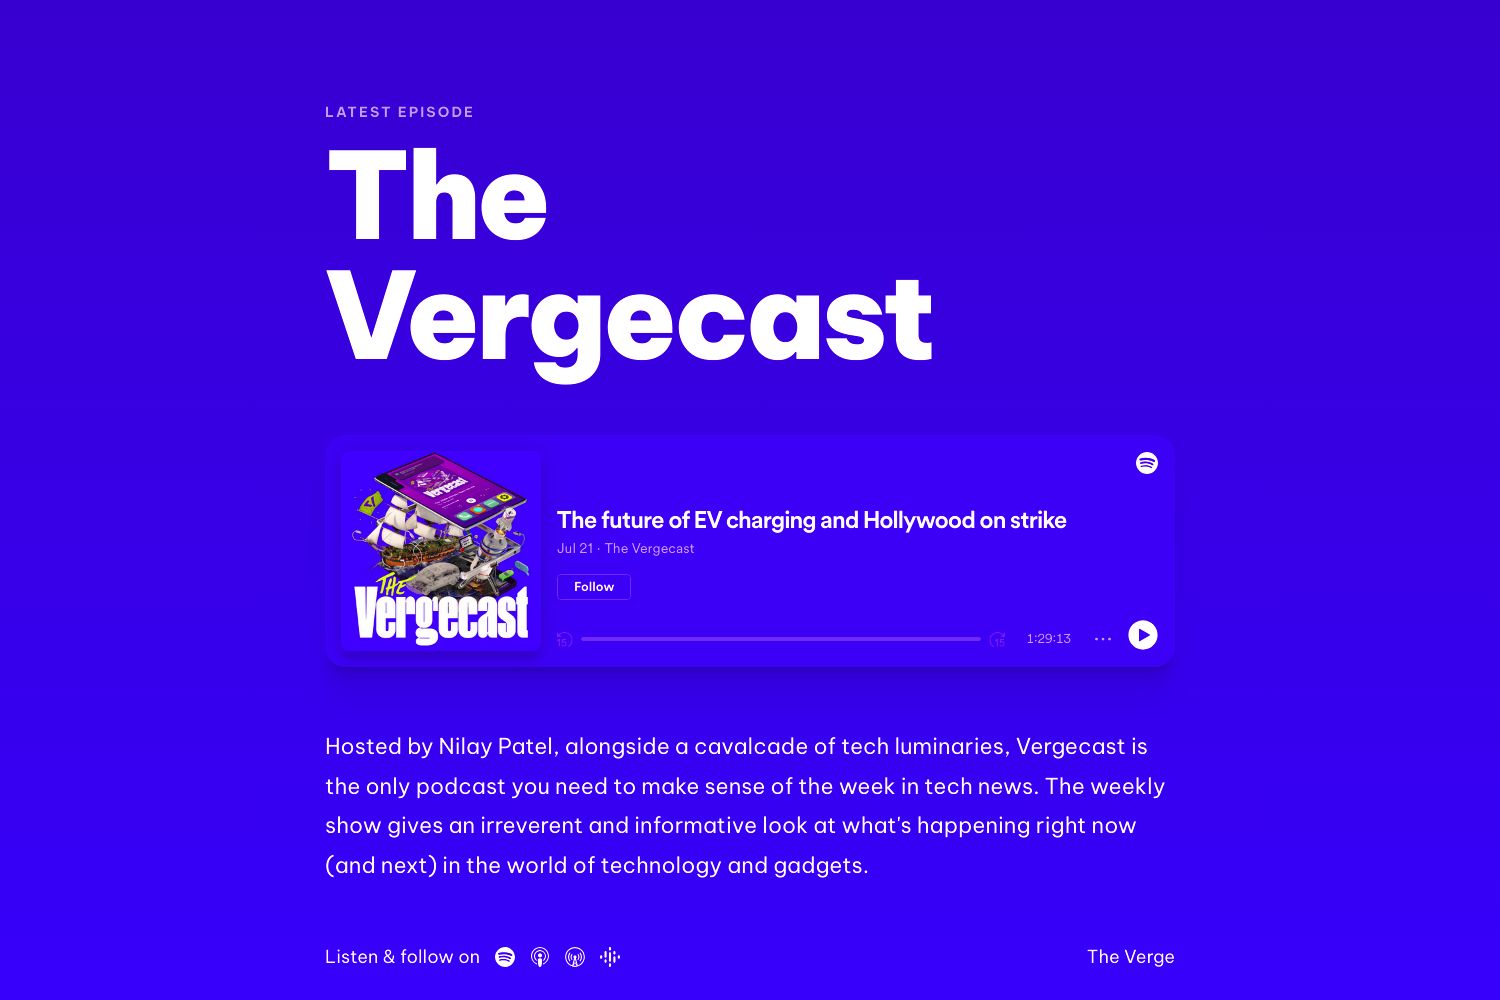 LATEST EPISODE
The
Vergecast
Vergecast
THE
Vergecast
The future of EV charging and Hollywood on strike
Jul 21 · The Vergecast
Follow
15
15
1:29:13
Hosted by Nilay Patel, alongside a cavalcade of tech luminaries, Vergecast is
the only podcast you need to make sense of the week in tech news. The weekly
show gives an irreverent and informative look at what's happening right now
(and next) in the world of technology and gadgets.
Listen & follow on
The Verge